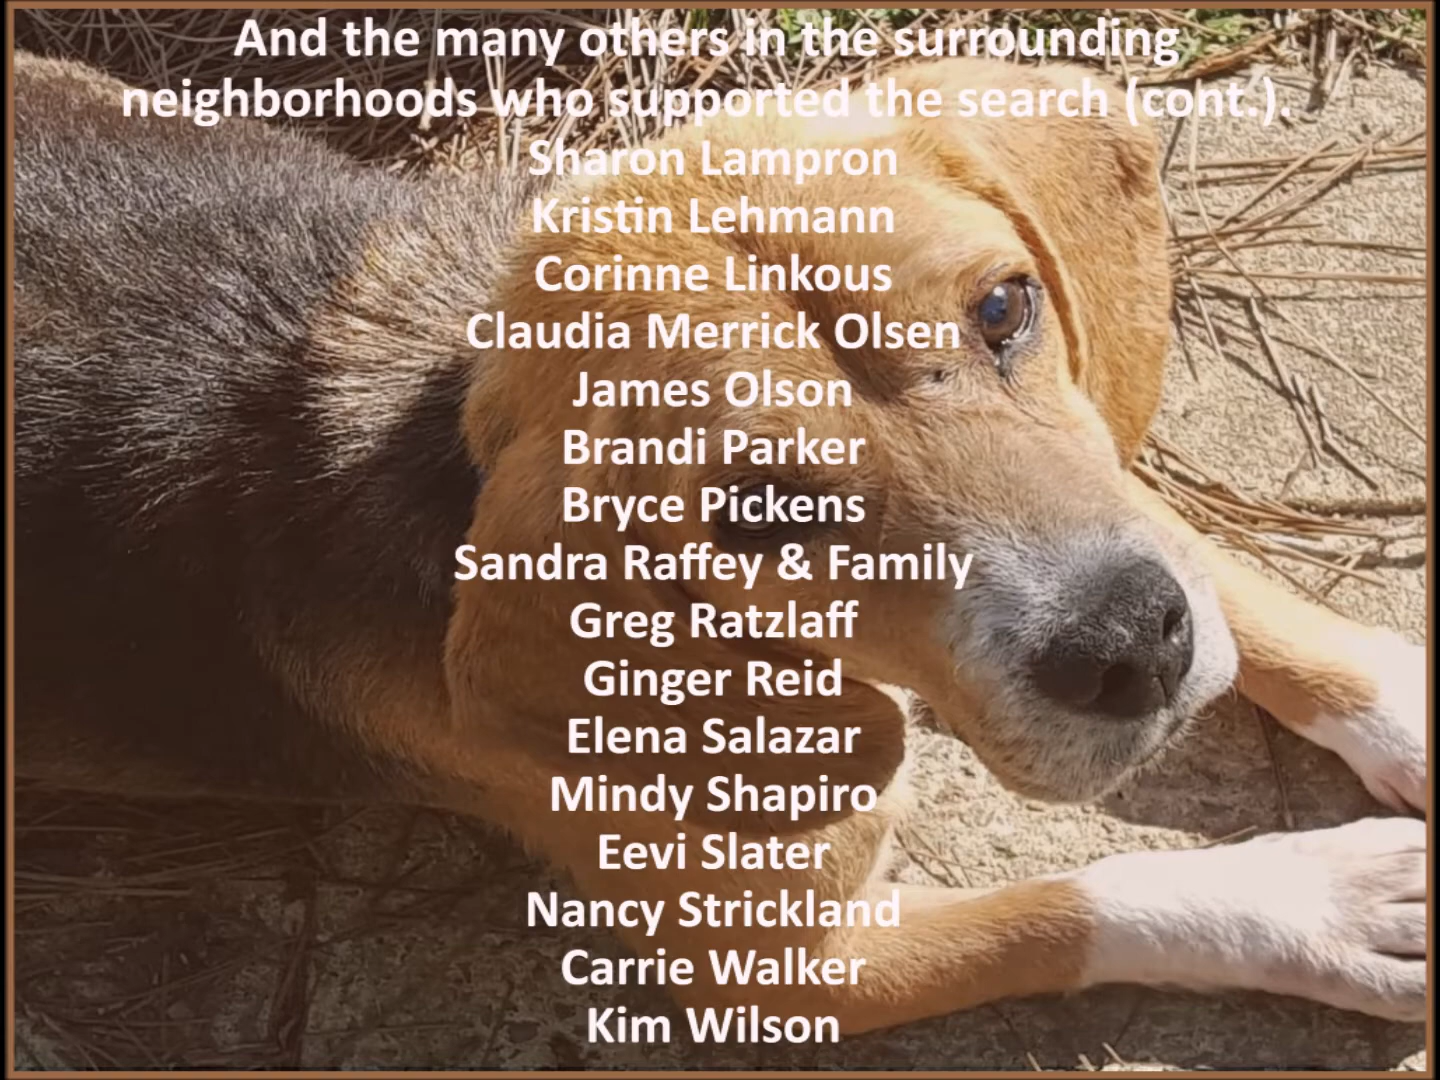 And the many others in the surrounding
neighborhoods who supported the search (cont.).
Sharon Lampron
Kristin Lehmann
Corinne Linkous
Claudia Merrick Olsen
James Olson
Brandi Parker
Bryce Pickens
Sandra Raffey & Family
Greg Ratzlaff
Ginger Reid
Elena Salazar
Mindy Shapiro
Eevi Slater
Nancy Strickland
Carrie Walker
Kim Wilson